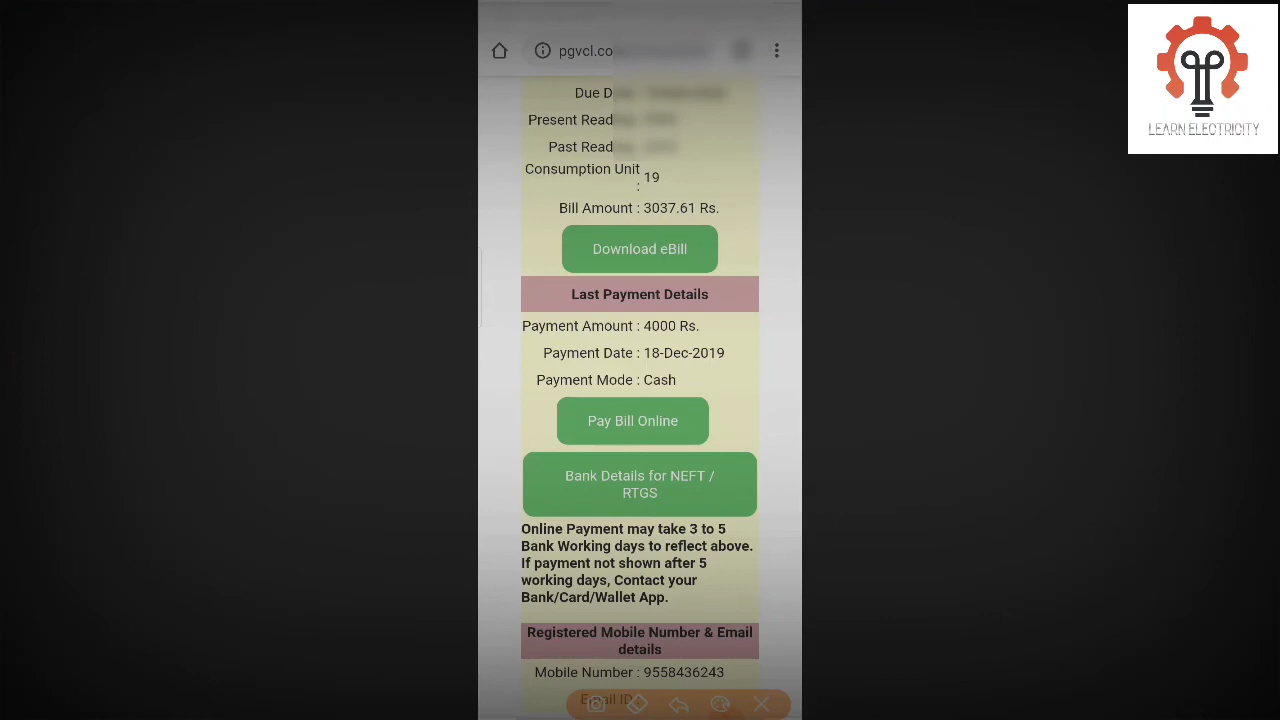 LEARN ELECTRICITY
pgvcl.co
Due D
Present Read
Past Read
Consumption Unit
: 19
Bill Amount : 3037.61 Rs.
Download eBill
Last Payment Details
Payment Amount : 4000 Rs.
Payment Date : 18-Dec-2019
Payment Mode : Cash
Pay Bill Online
Bank Details for NEFT /
RTGS
Online Payment may take 3 to 5
Bank Working days to reflect above.
If payment not shown after 5
working days, Contact your
Bank/Card/Wallet App.
Registered Mobile Number & Email
details
Mobile Number : 9558436243
Email ID :